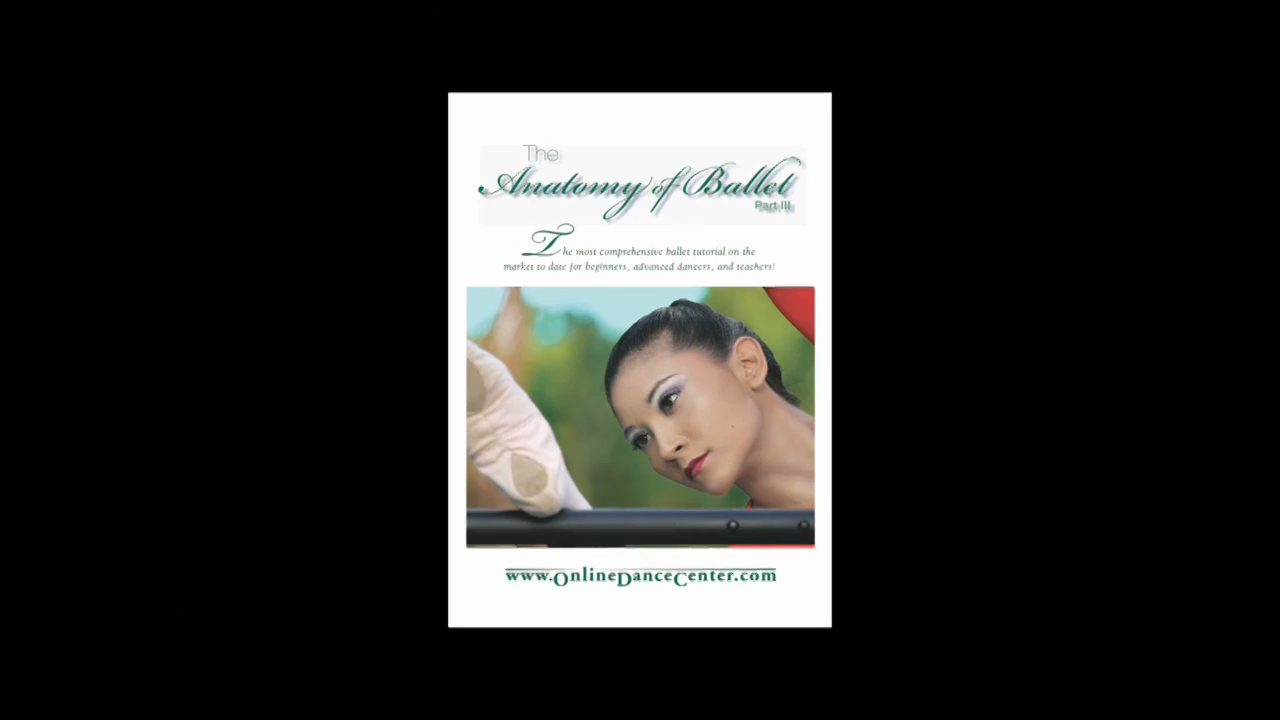 The
Anatomy of Ballet
Part III
The most comprehensive ballet tutorial on the
market to date for beginners, advanced dancers, and teachers!
www.OnlineDanceCenter.com